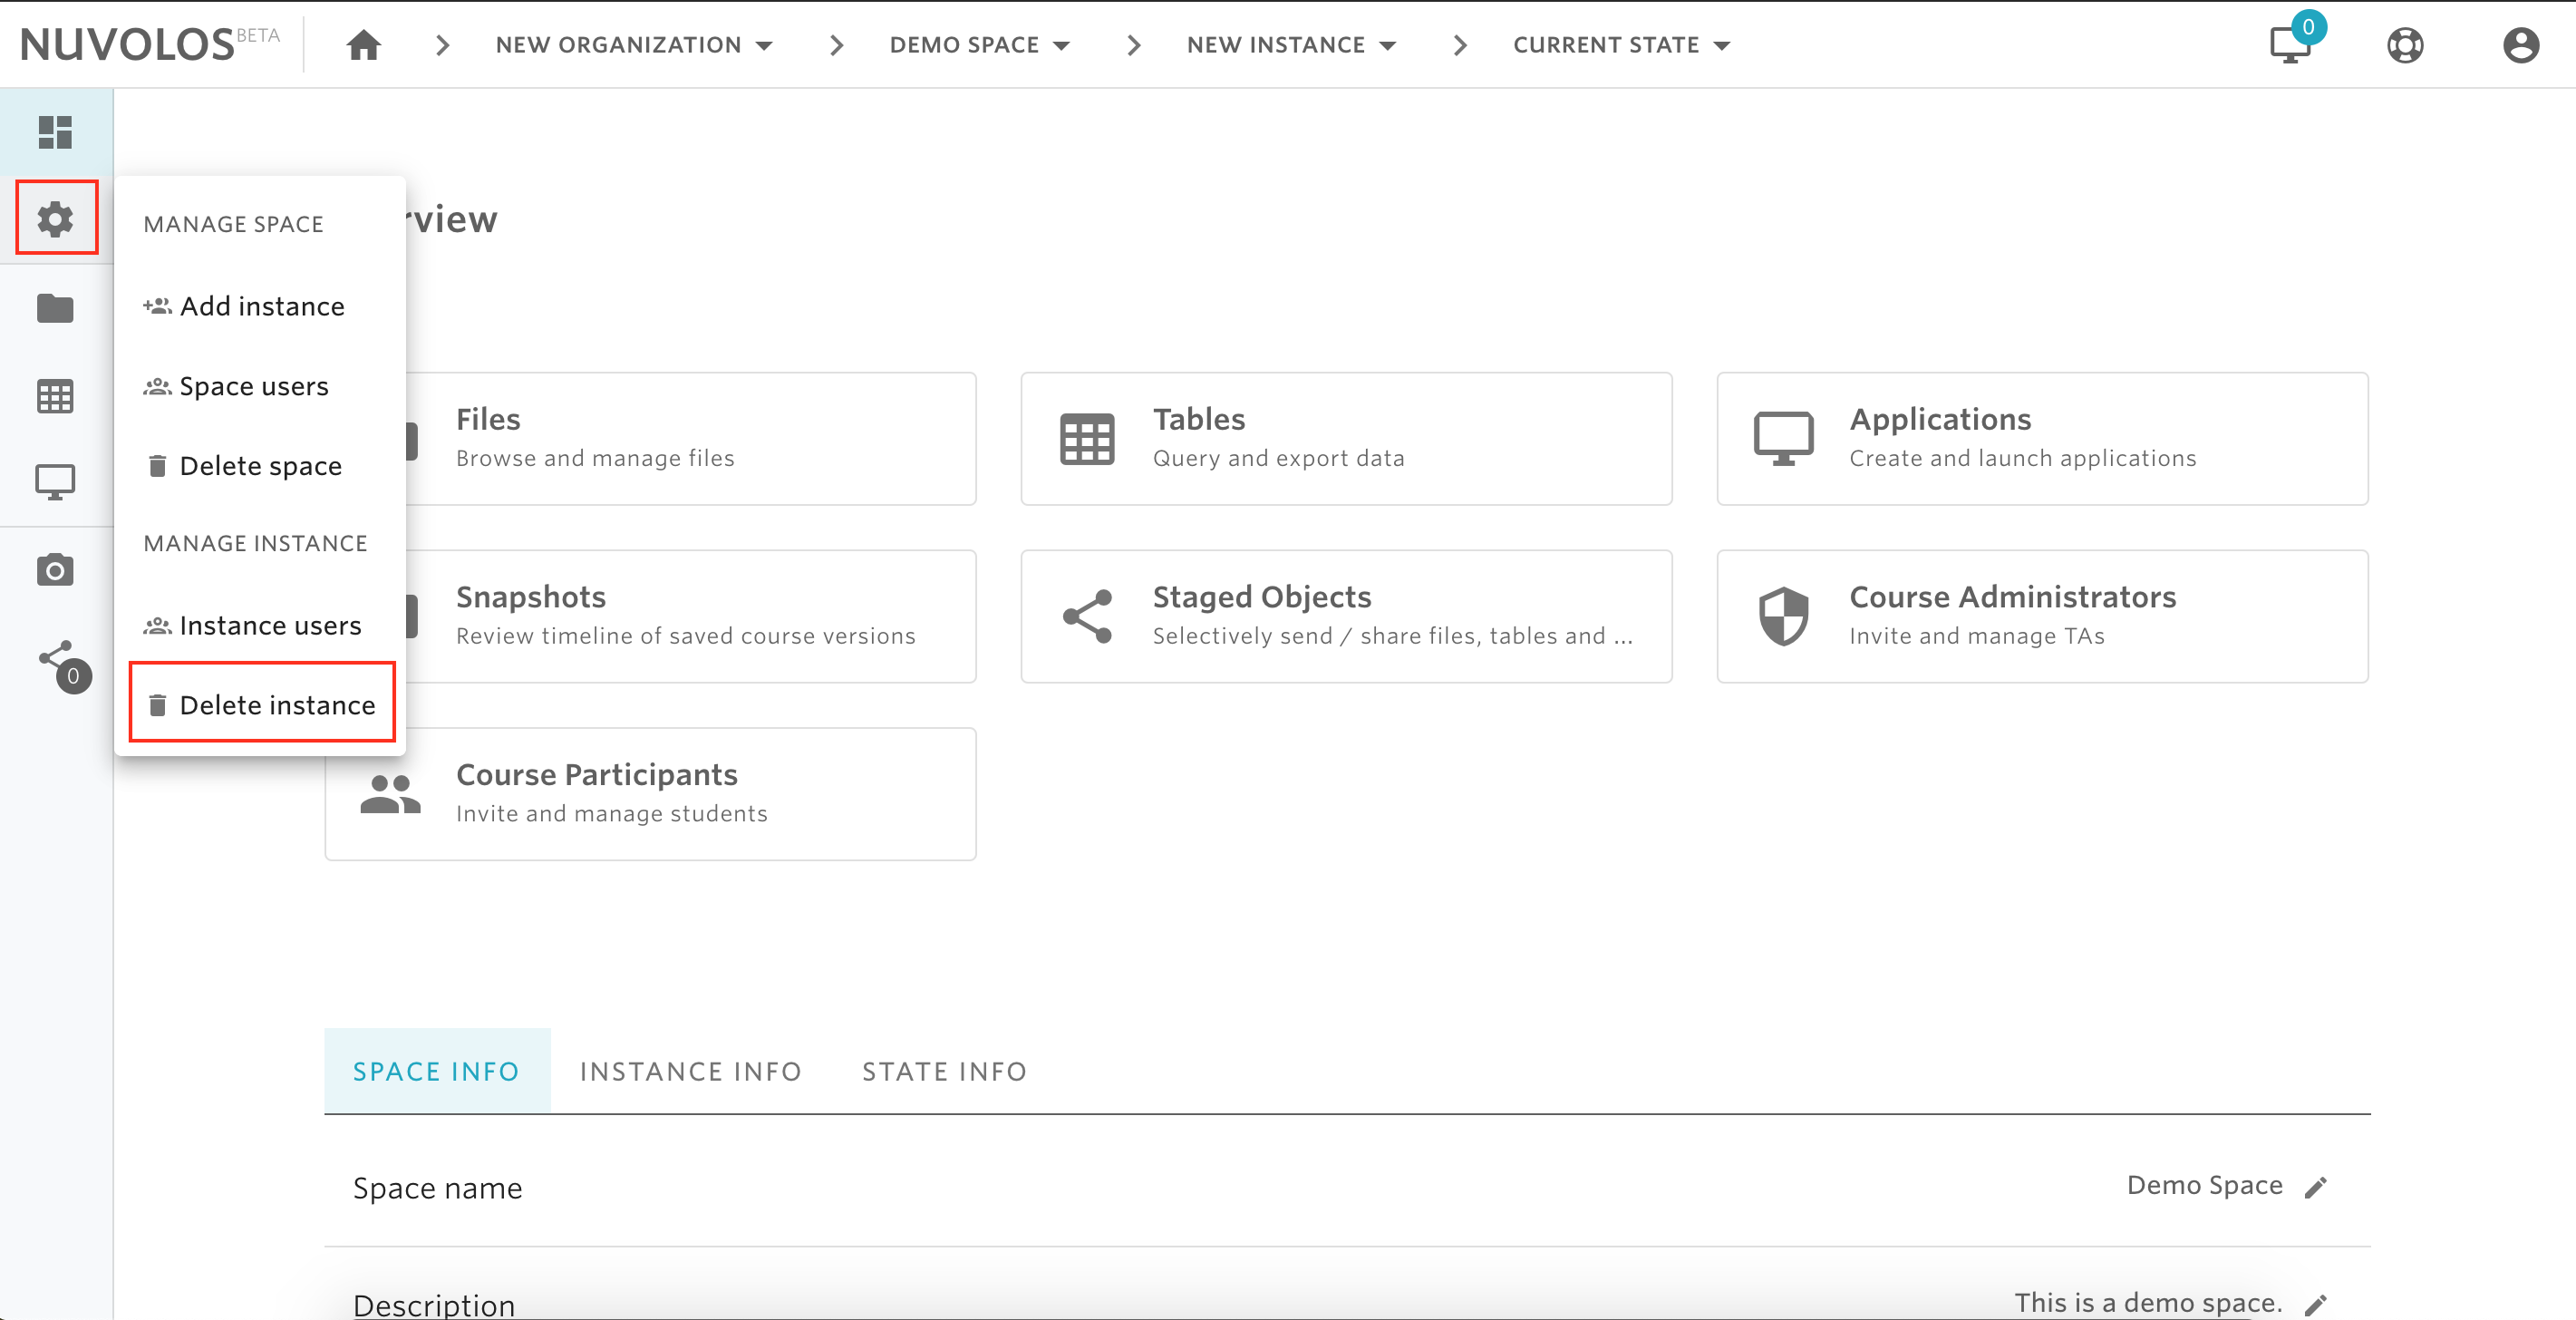 NUVOLOS BETA
NEW ORGANIZATION
DEMO SPACE
NEW INSTANCE
CURRENT STATE
0
MANAGE SPACE
Add instance
Space users
Delete space
MANAGE INSTANCE
Instance users
Delete instance
0
rview
Files
Browse and manage files
Tables
Query and export data
Applications
Create and launch applications
Snapshots
Review timeline of saved course versions
Staged Objects
Selectively send / share files, tables and ...
Course Administrators
Invite and manage TAs
Course Participants
Invite and manage students
SPACE INFO
INSTANCE INFO
STATE INFO
Space name
Demo Space
Description
This is a demo space.